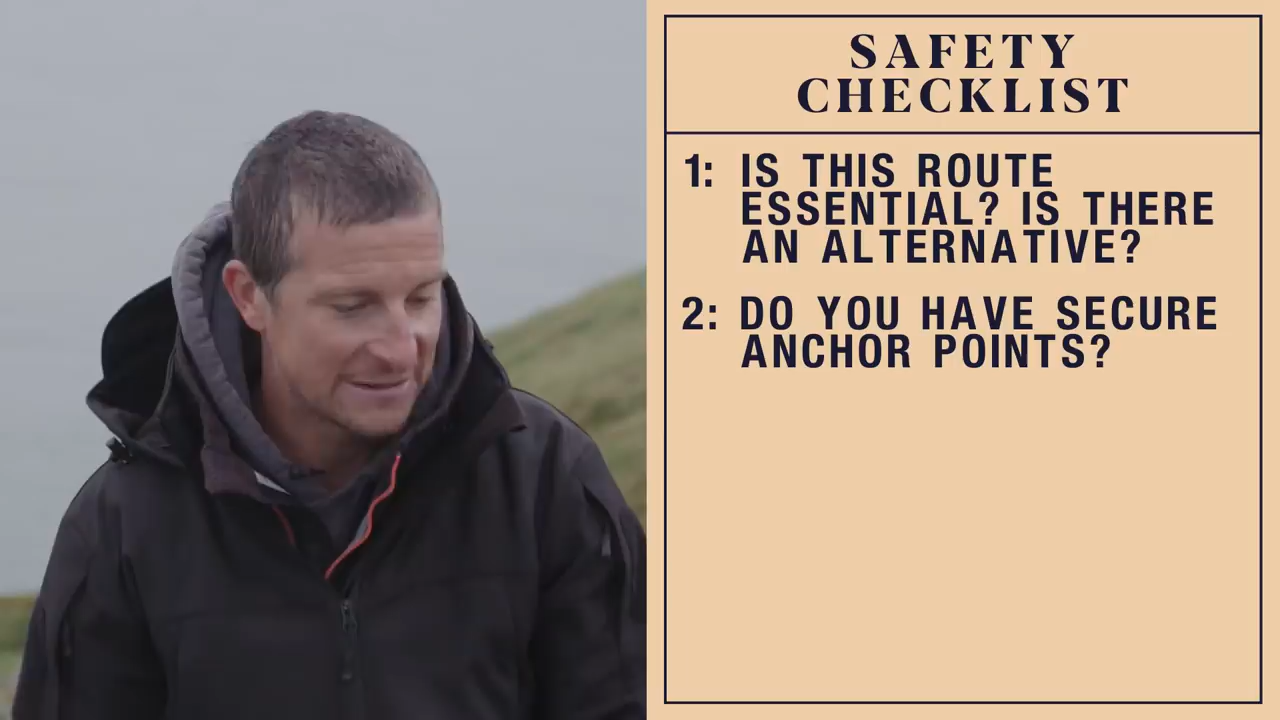 SAFETY
CHECKLIST
1: IS THIS ROUTE
ESSENTIAL? IS THERE
AN ALTERNATIVE?
2: DO YOU HAVE SECURE
ANCHOR POINTS?